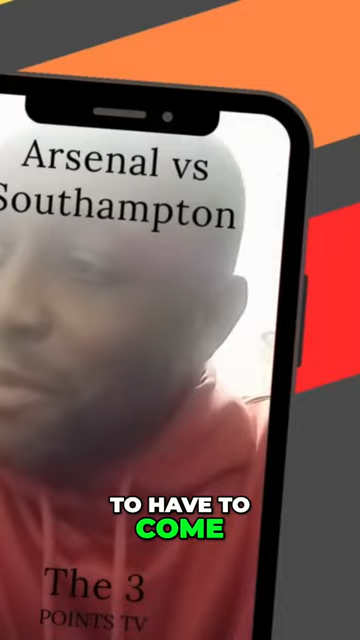 Arsenal vs
Southampton
TO HAVE TO
COME
The 3
POINTS TV